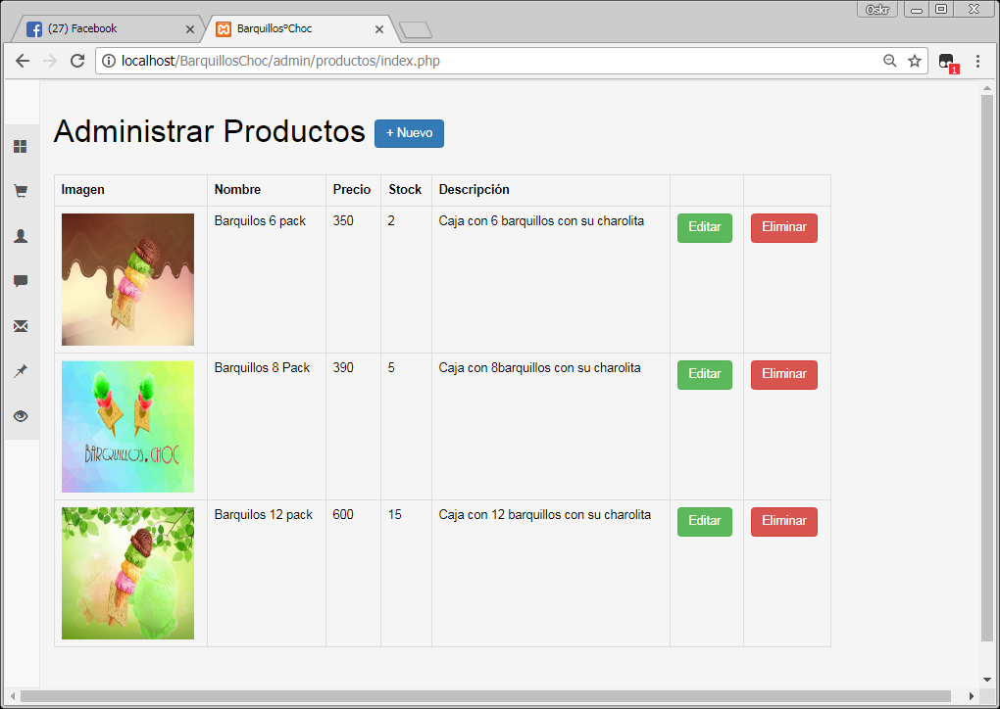 Oskr
(27) Facebook
Barquillos°Choc
localhost/BarquillosChoc/admin/productos/index.php
1
Administrar Productos + Nuevo
Imagen Nombre Precio Stock Descripción
Barquilos 6 pack 350 2 Caja con 6 barquillos con su charolita Editar Eliminar
Barquillos 8 Pack 390 5 Caja con 8barquillos con su charolita Editar Eliminar
BARQUILLOS.CHOC
Barquilos 12 pack 600 15 Caja con 12 barquillos con su charolita Editar Eliminar